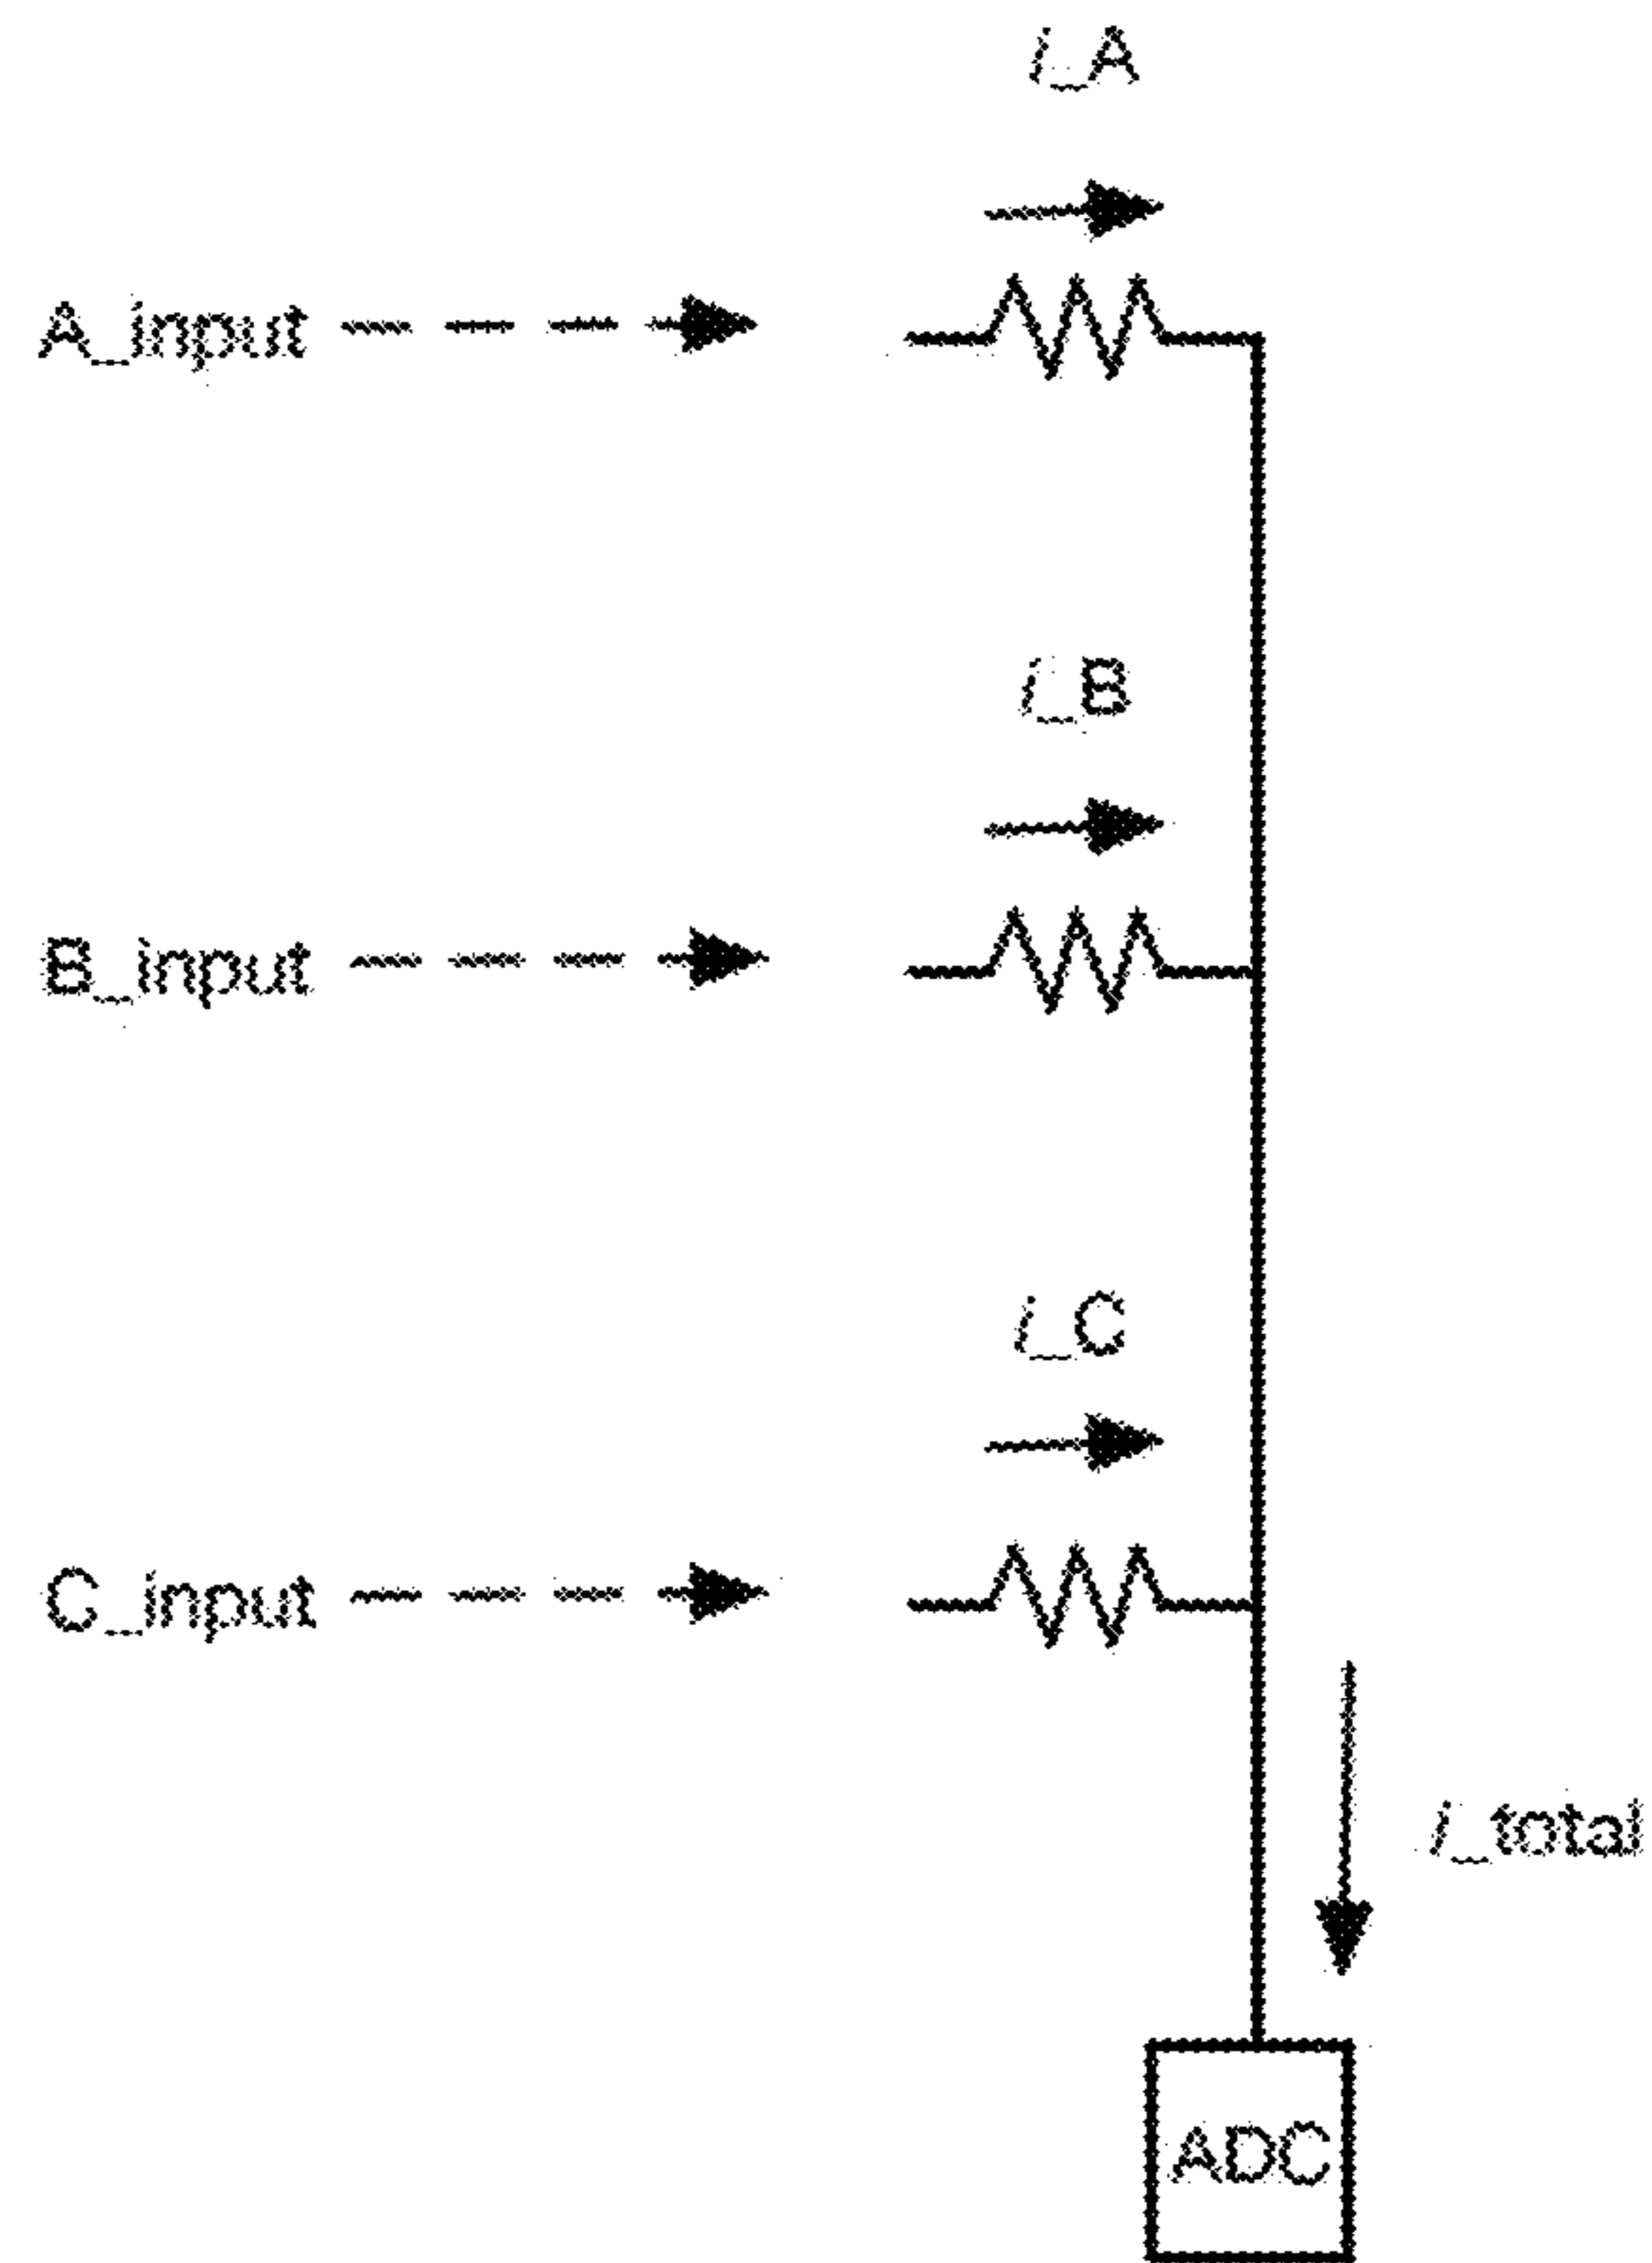 I_A
A_input
I_B
B_input
I_C
C_input
I_total
ADC